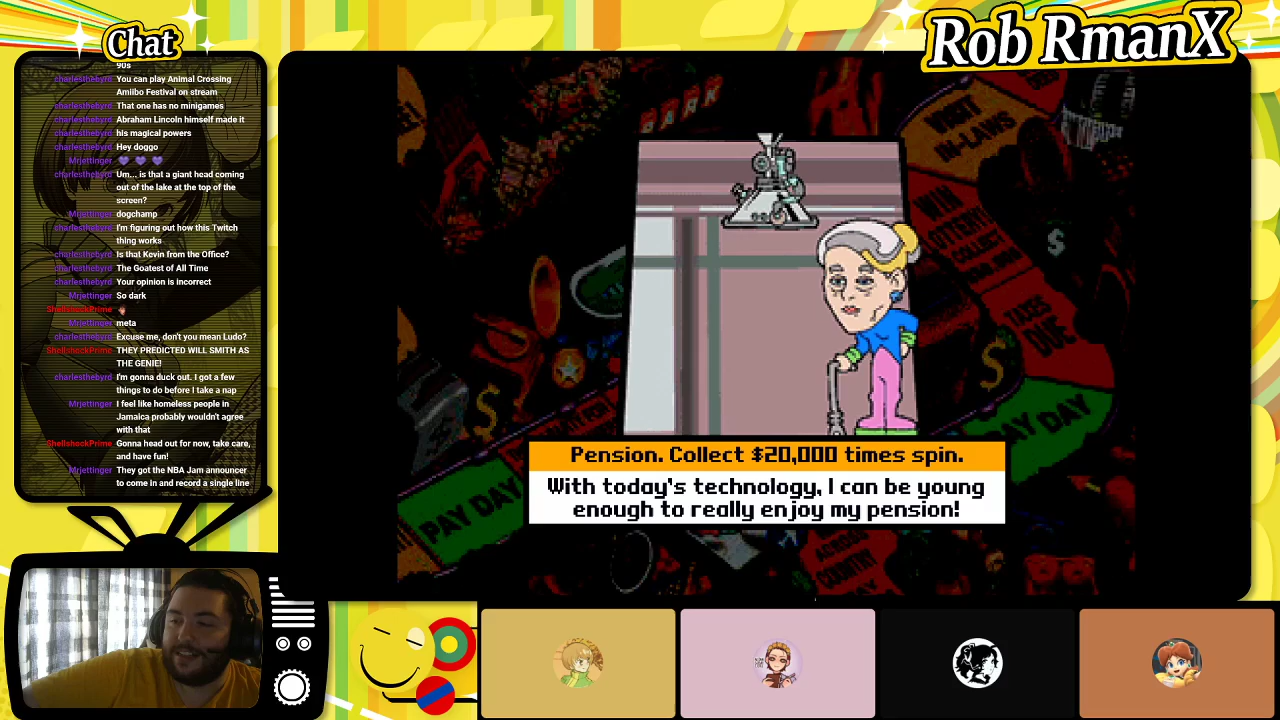 Chat
Rob RmanX
90s
charlesthebyrd You can play Animal Crossing
Amiibo Festival on stream
charlesthebyrd That one has no minigames
charlesthebyrd Abraham Lincoln himself made it
charlesthebyrd his magical powers
charlesthebyrd Hey doggo
Mrjettinger 💜 💜 💜
charlesthebyrd Um... is that a giant head coming
out of the lake at the top of the
screen?
Mrjettinger dogchamp
charlesthebyrd I'm figuring out how this Twitch
thing works
charlesthebyrd Is that Kevin from the Office?
charlesthebyrd The Goatest of All Time
charlesthebyrd Your opinion is incorrect
Mrjettinger So dark
ShellshockPrime
Mrjettinger meta
charlesthebyrd Excuse me, don't you mean Ludo?
ShellshockPrime THEY PREDICTED WILL SMITH AS
THE GENIE!
charlesthebyrd I'm gonna duck out. I got a few
things to do before I take a nap
Mrjettinger I feel like homeless people in
Jamaica probably wouldn't agree
with that
ShellshockPrime Gonna head out for now, take care,
and have fun!
Mrjettinger They got the NBA Jam announcer
to come in and record a single line
$
$
$
PAY DAY
PAY DAY
COUNTRY
Pension. Collect $20,000 times spin.
With today's technology, I can be young
enough to really enjoy my pension!